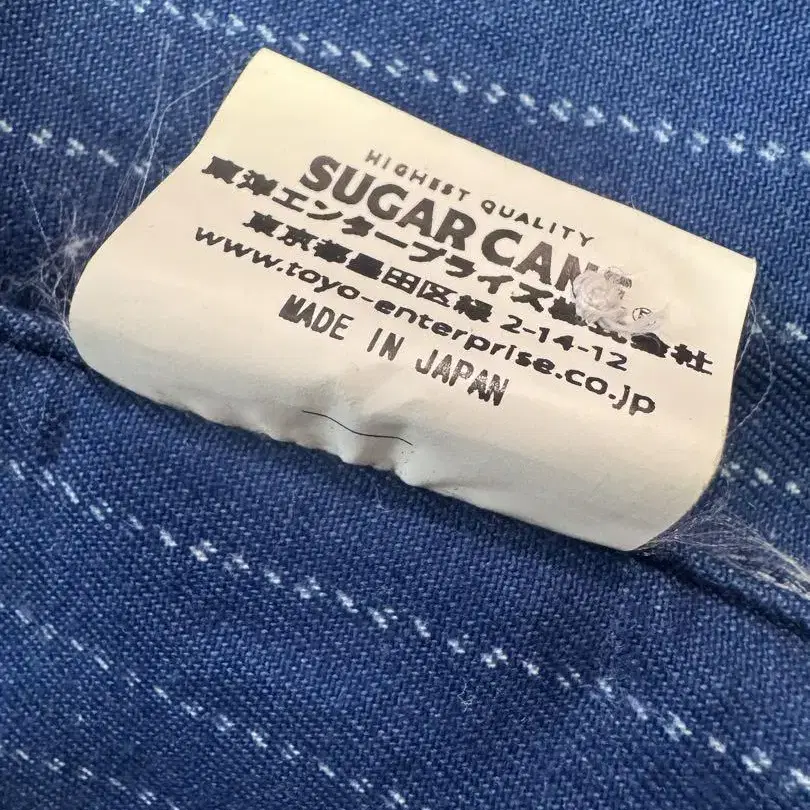 HIGHEST QUALITY
SUGAR CANE
東洋エンタープライズ株式会社
東京都墨田区緑 2-14-12
www.toyo-enterprise.co.jp
MADE IN JAPAN